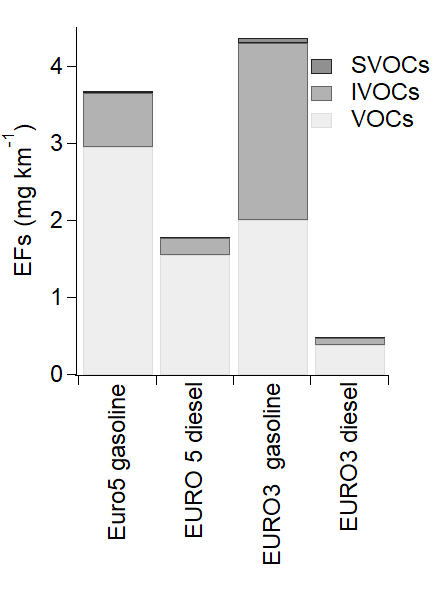 4
3
2
1
0
EFs (mg km⁻¹)
SVOCs
IVOCs
VOCs
Euro5 gasoline
EURO 5 diesel
EURO3  gasoline
EURO3 diesel